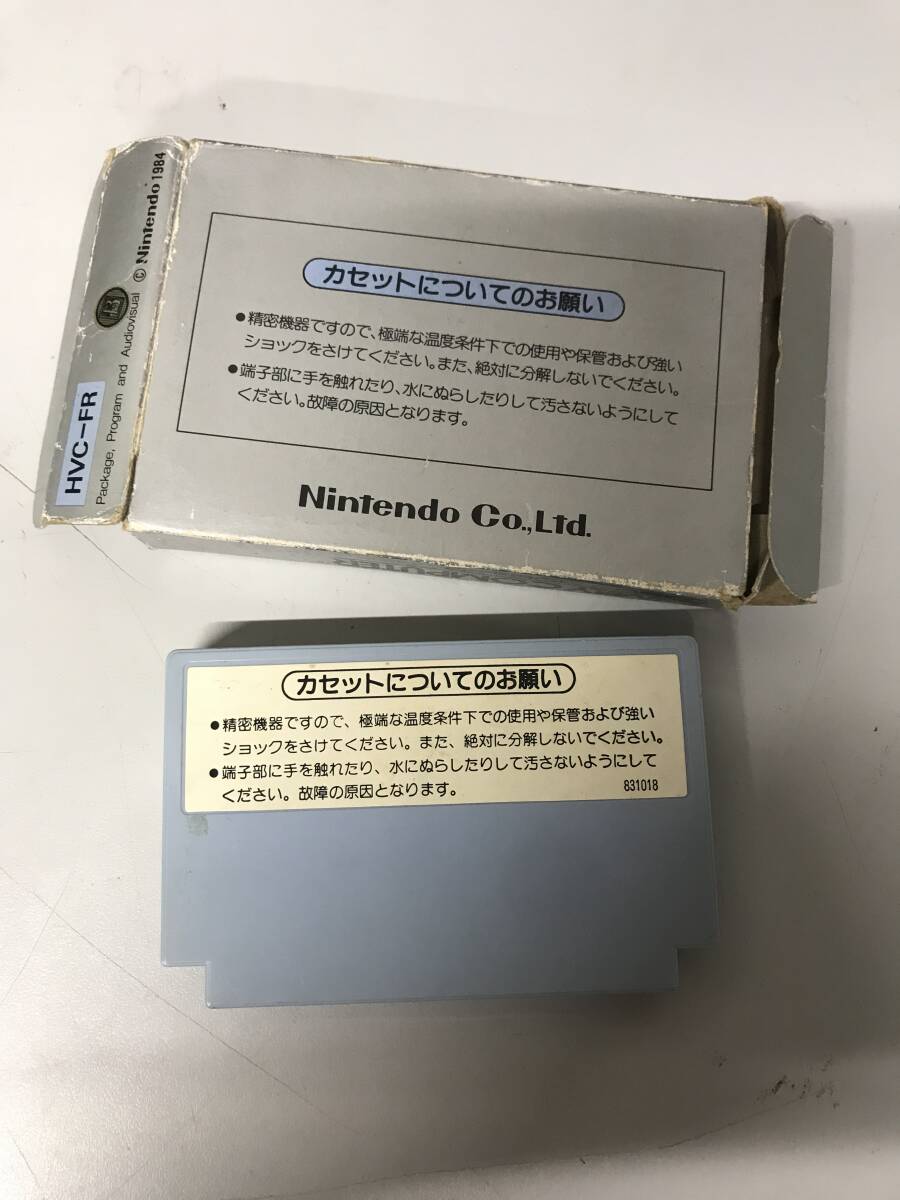 HVC-FR
Package, Program and Audiovisual © Nintendo 1984
カセットについてのお願い
●精密機器ですので、極端な温度条件下での使用や保管および強い
ショックをさけてください。また、絶対に分解しないでください。
●端子部に手を触れたり、水にぬらしたりして汚さないようにして
ください。故障の原因となります。
Nintendo Co.,Ltd.
COMPUTER
カセットについてのお願い
●精密機器ですので、極端な温度条件下での使用や保管および強い
ショックをさけてください。また、絶対に分解しないでください。
●端子部に手を触れたり、水にぬらしたりして汚さないようにして
ください。故障の原因となります。
831018